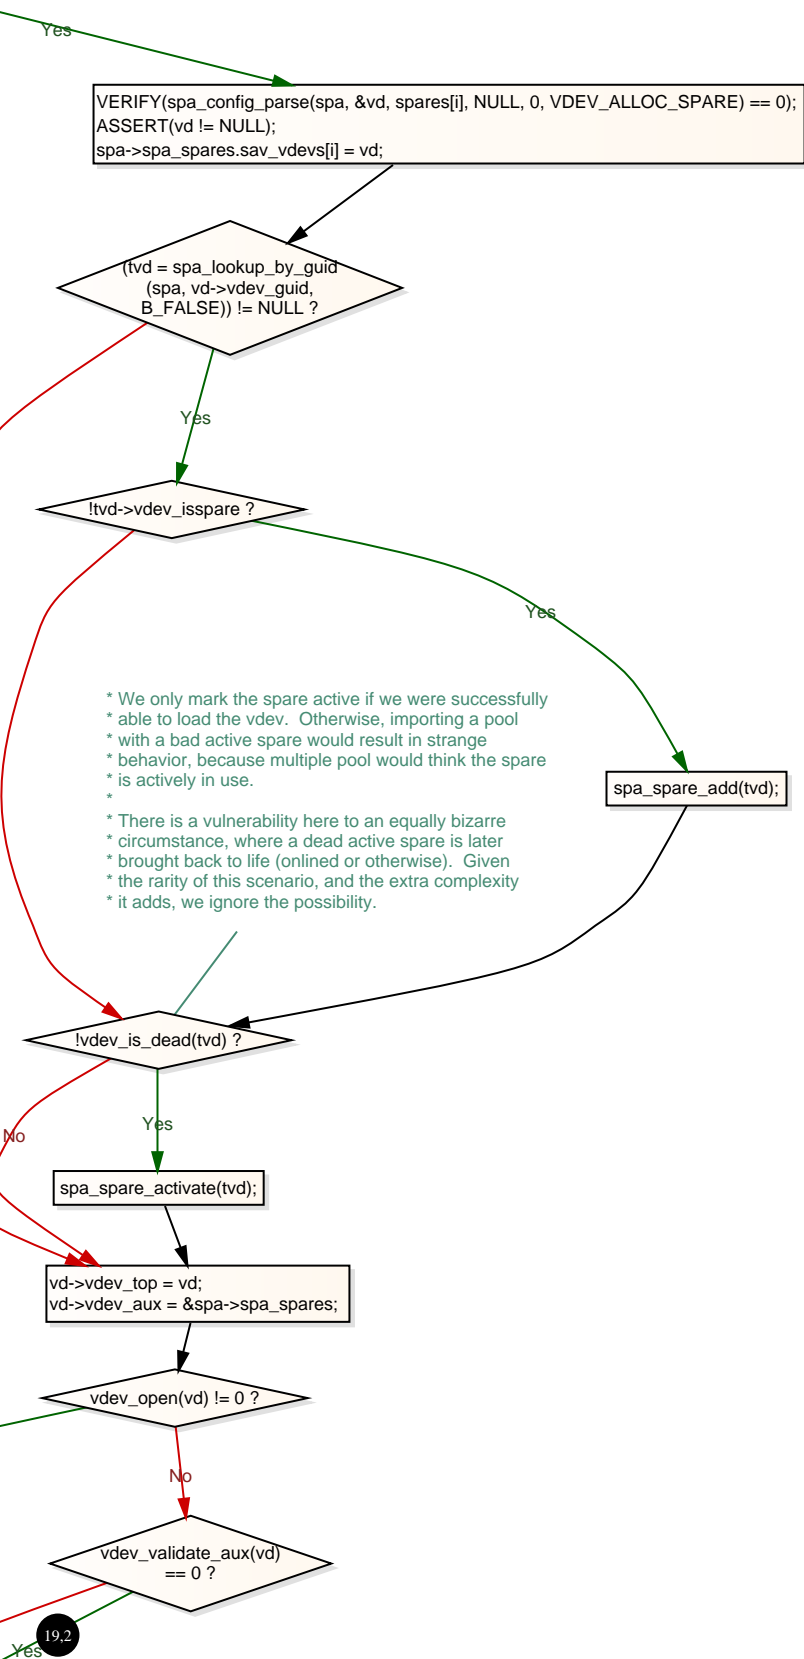 Yes
VERIFY(spa_config_parse(spa, &vd, spares[i], NULL, 0, VDEV_ALLOC_SPARE) == 0);
ASSERT(vd != NULL);
spa->spa_spares.sav_vdevs[i] = vd;
(tvd = spa_lookup_by_guid
(spa, vd->vdev_guid,
B_FALSE)) != NULL ?
Yes
!tvd->vdev_isspare ?
Yes
* We only mark the spare active if we were successfully
* able to load the vdev.  Otherwise, importing a pool
* with a bad active spare would result in strange
* behavior, because multiple pool would think the spare
* is actively in use.
*
* There is a vulnerability here to an equally bizarre
* circumstance, where a dead active spare is later
* brought back to life (onlined or otherwise).  Given
* the rarity of this scenario, and the extra complexity
* it adds, we ignore the possibility.
spa_spare_add(tvd);
!vdev_is_dead(tvd) ?
Yes
No
spa_spare_activate(tvd);
vd->vdev_top = vd;
vd->vdev_aux = &spa->spa_spares;
vdev_open(vd) != 0 ?
No
vdev_validate_aux(vd)
== 0 ?
19,2
Yes